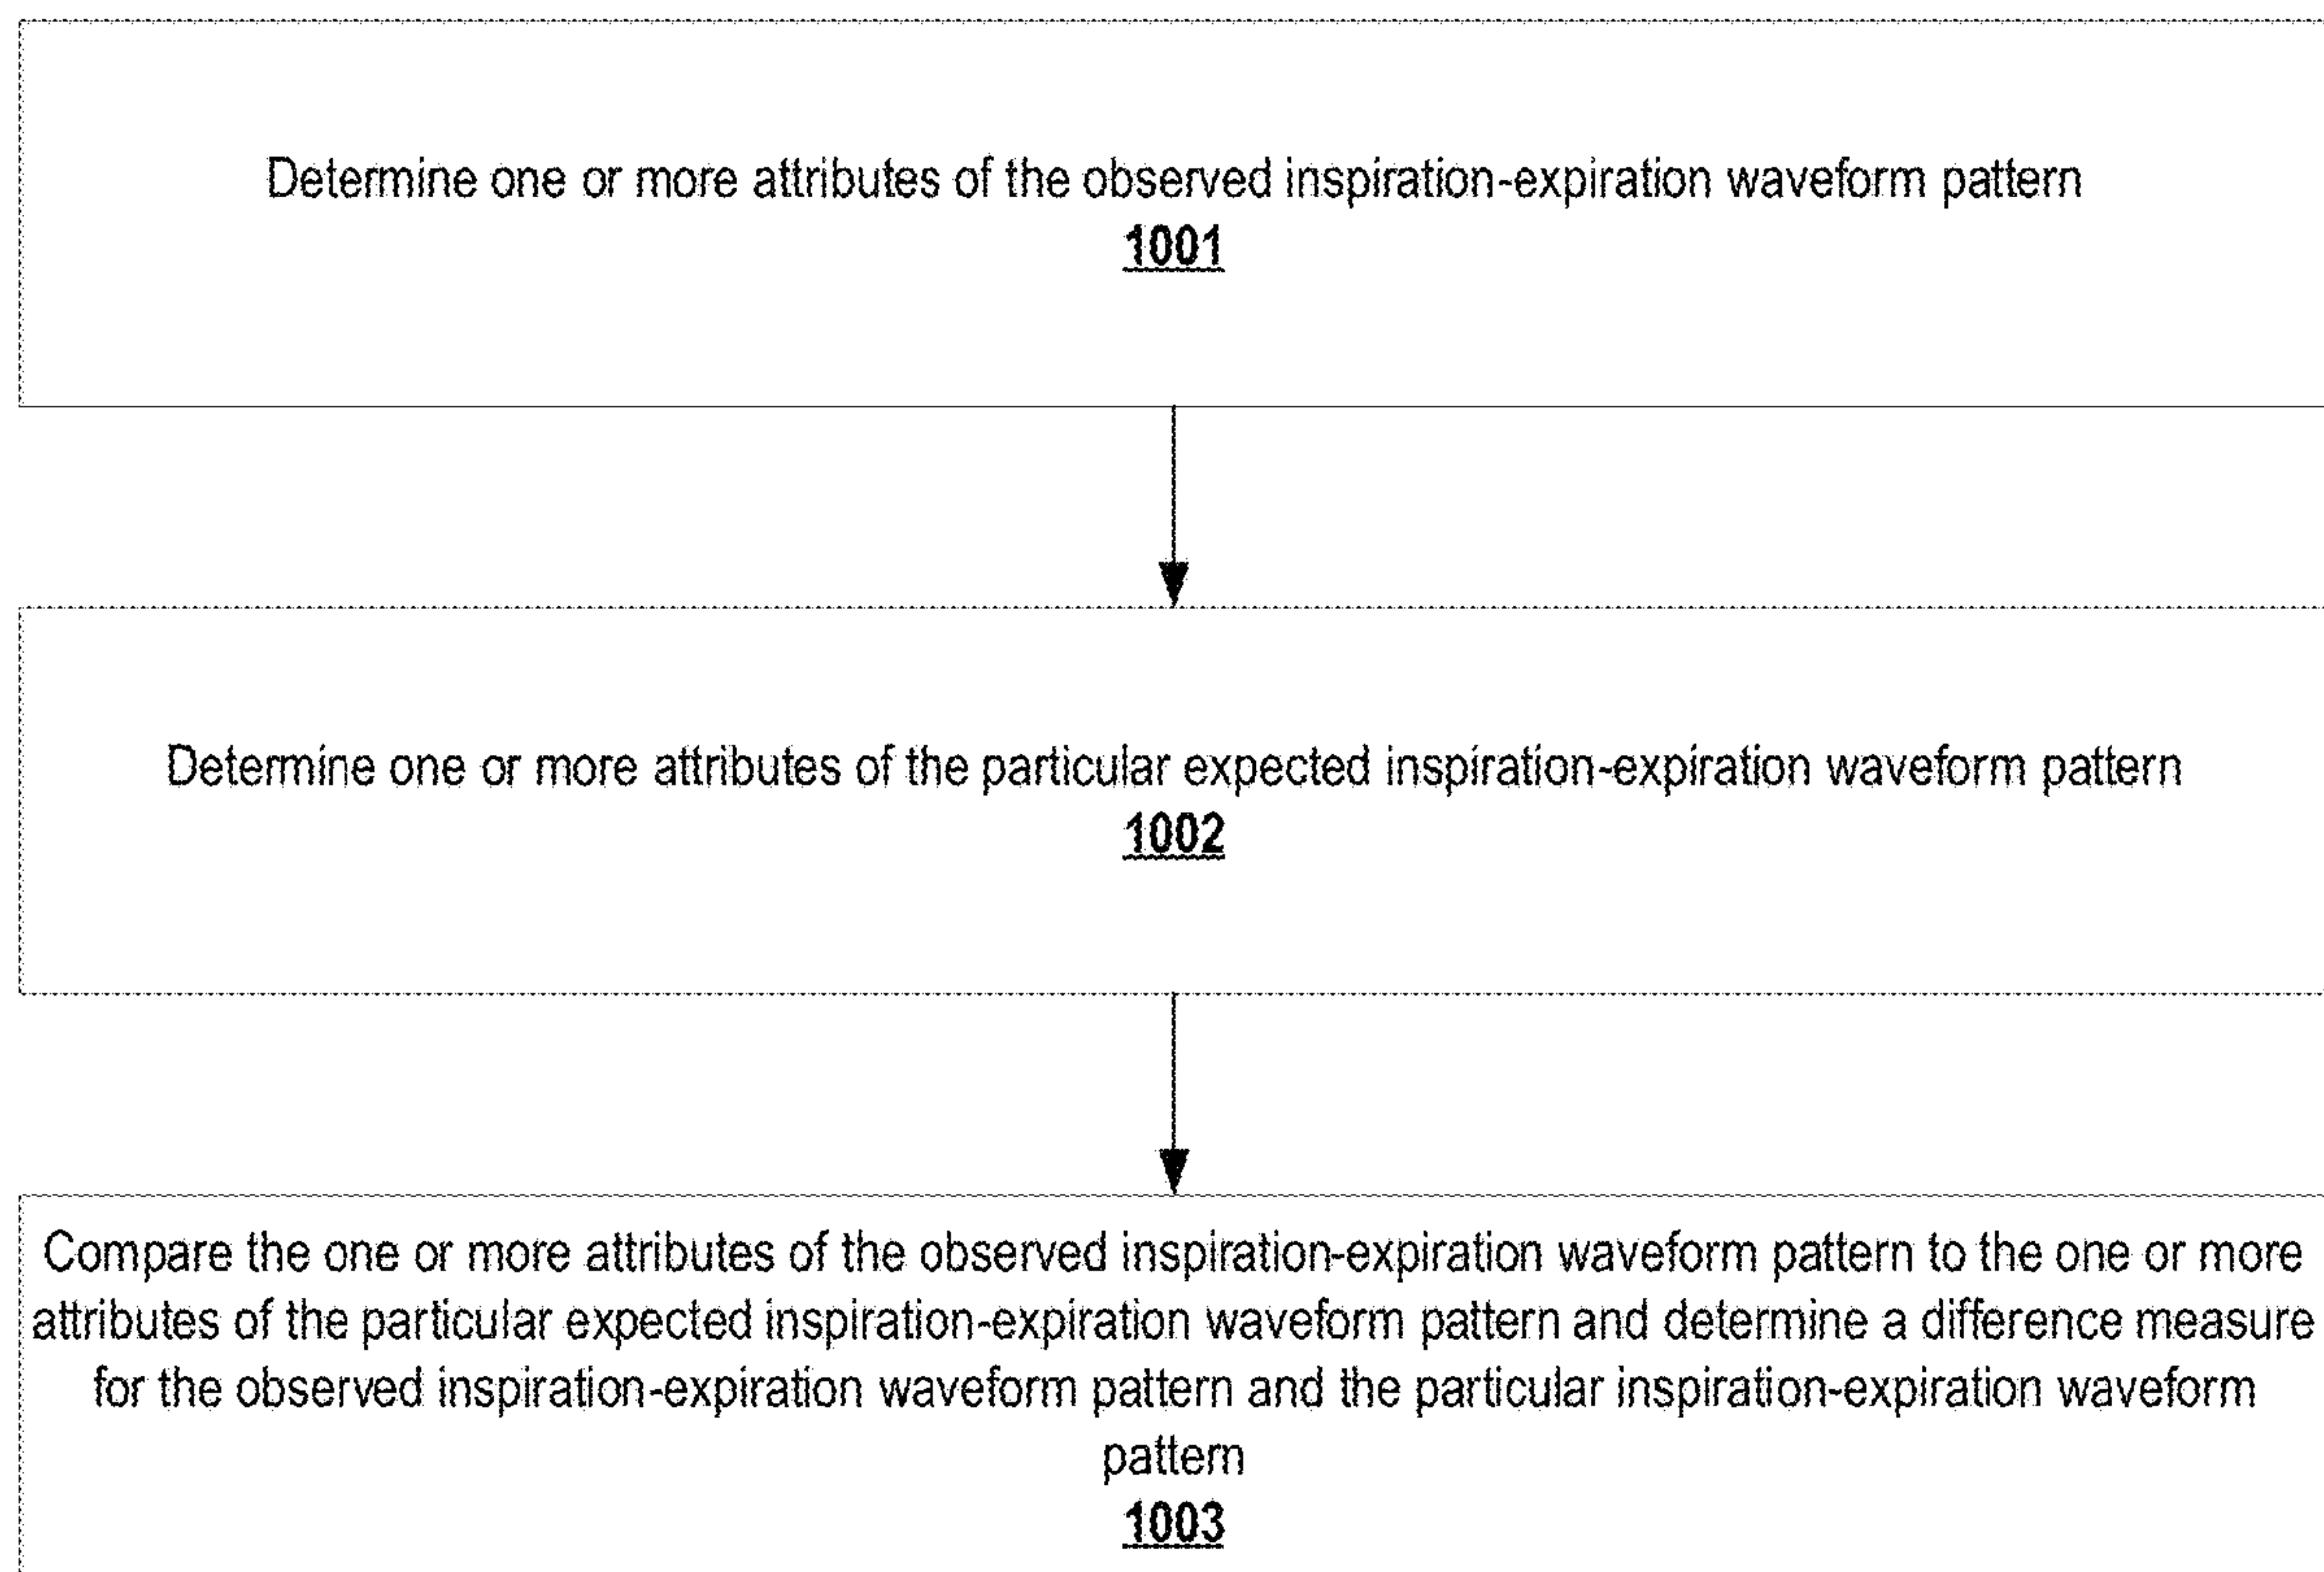 Determine one or more attributes of the observed inspiration-expiration waveform pattern
1001
Determine one or more attributes of the particular expected inspiration-expiration waveform pattern
1002
Compare the one or more attributes of the observed inspiration-expiration waveform pattern to the one or more
attributes of the particular expected inspiration-expiration waveform pattern and determine a difference measure
for the observed inspiration-expiration waveform pattern and the particular inspiration-expiration waveform
pattern
1003